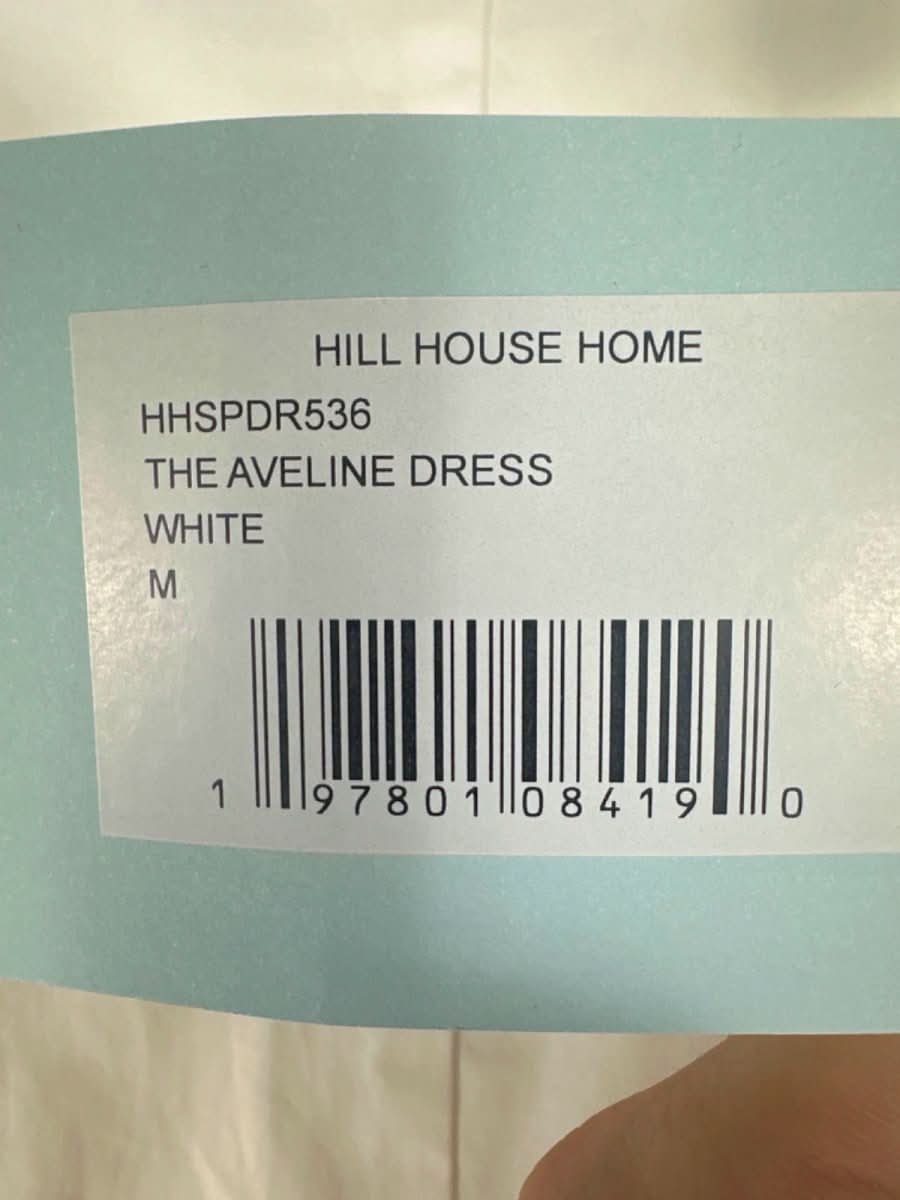 HILL HOUSE HOME
HHSPDR536
THE AVELINE DRESS
WHITE
M
1 97801 08419 0